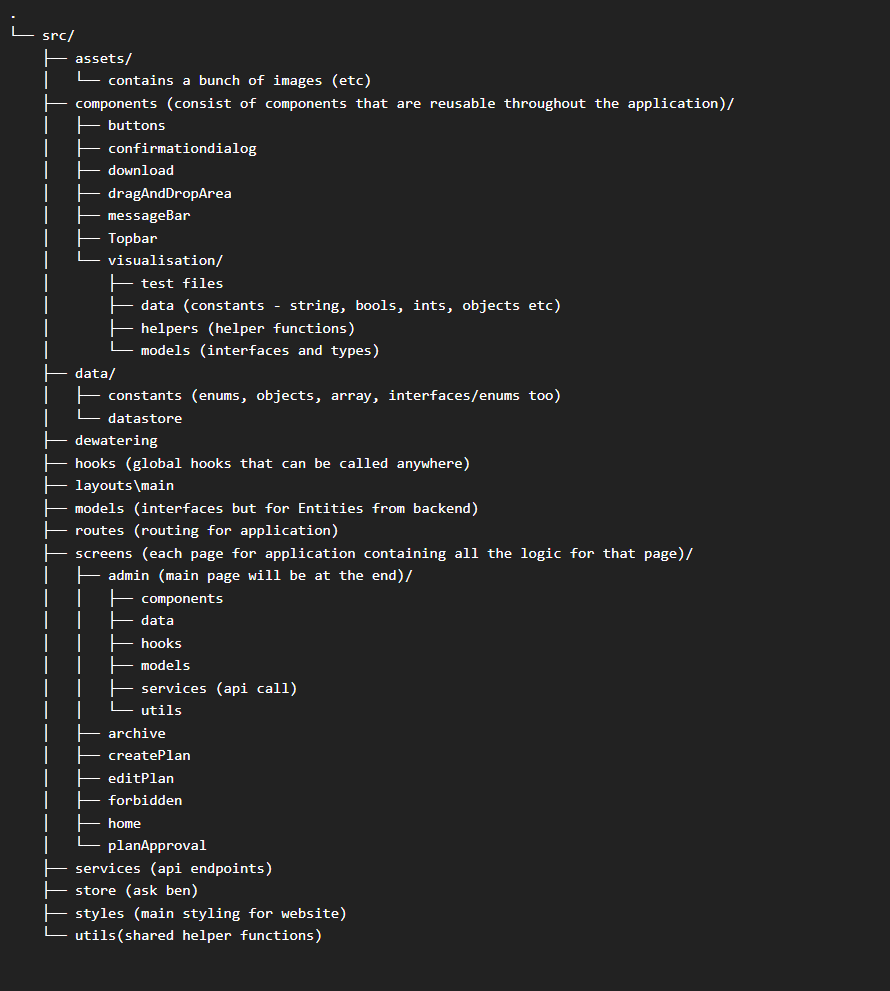 .
└── src/
    ├── assets/
    │   └── contains a bunch of images (etc)
    ├── components (consist of components that are reusable throughout the application)/
    │   ├── buttons
    │   ├── confirmationdialog
    │   ├── download
    │   ├── dragAndDropArea
    │   ├── messageBar
    │   ├── Topbar
    │   └── visualisation/
    │       ├── test files
    │       ├── data (constants - string, bools, ints, objects etc)
    │       ├── helpers (helper functions)
    │       └── models (interfaces and types)
    ├── data/
    │   ├── constants (enums, objects, array, interfaces/enums too)
    │   └── datastore
    ├── dewatering
    ├── hooks (global hooks that can be called anywhere)
    ├── layouts\main
    ├── models (interfaces but for Entities from backend)
    ├── routes (routing for application)
    ├── screens (each page for application containing all the logic for that page)/
    │   ├── admin (main page will be at the end)/
    │   │   ├── components
    │   │   ├── data
    │   │   ├── hooks
    │   │   ├── models
    │   │   ├── services (api call)
    │   │   └── utils
    │   ├── archive
    │   ├── createPlan
    │   ├── editPlan
    │   ├── forbidden
    │   ├── home
    │   └── planApproval
    ├── services (api endpoints)
    ├── store (ask ben)
    ├── styles (main styling for website)
    └── utils(shared helper functions)